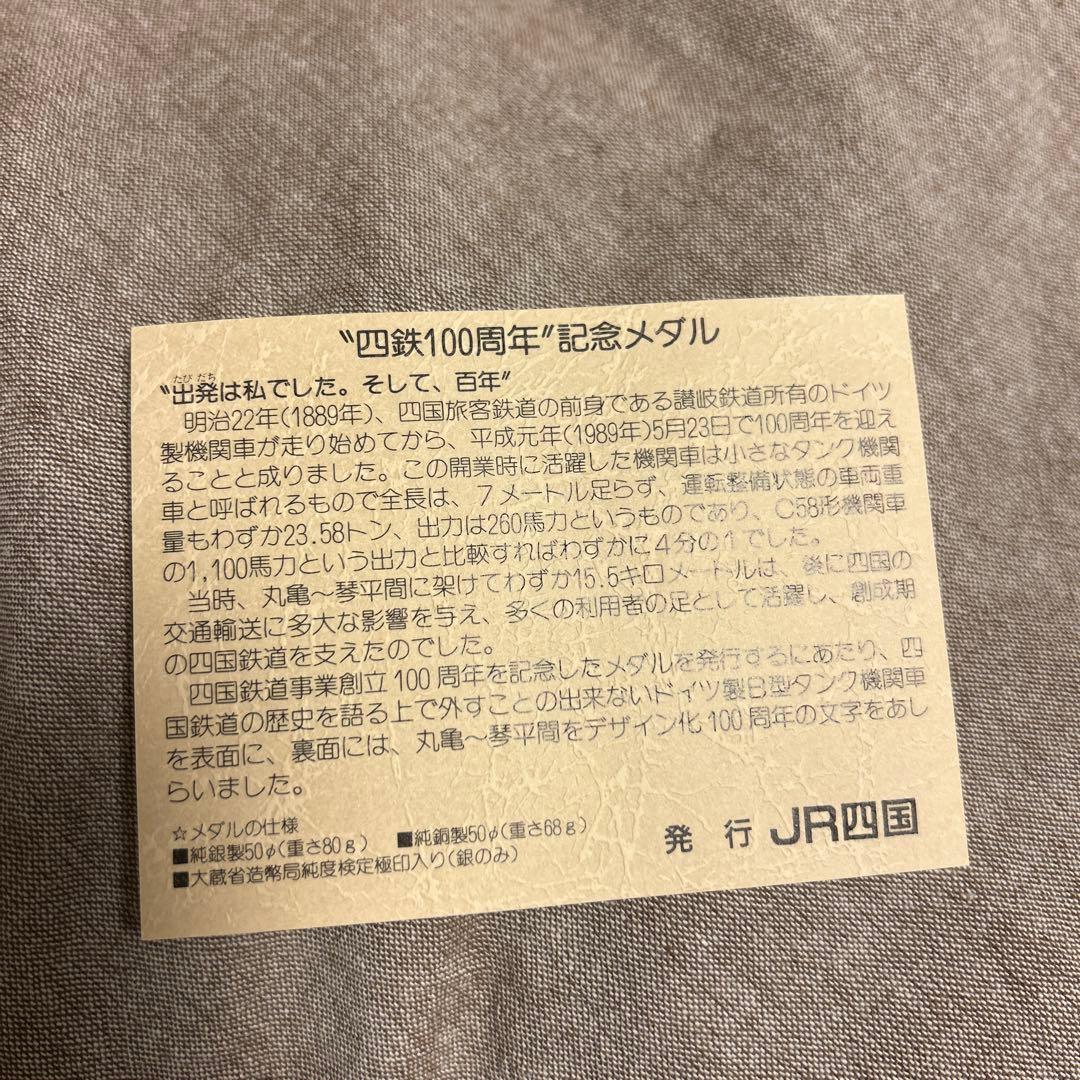 〝四鉄100周年〟記念メダル
たびだち
〝出発は私でした。そして、百年〟
明治22年(1889年)、四国旅客鉄道の前身である讃岐鉄道所有のドイツ
製機関車が走り始めてから、平成元年(1989年)5月23日で100周年を迎え
ることと成りました。この開業時に活躍した機関車は小さなタンク機関
車と呼ばれるもので全長は、7メートル足らず、運転整備状態の車両重
量もわずか23.58トン、出力は260馬力というものであり、C58形機関車
の1,100馬力という出力と比較すればわずかに4分の1でした。
当時、丸亀〜琴平間に架けてわずか15.5キロメートルは、後に四国の
交通輸送に多大な影響を与え、多くの利用者の足として活躍し、創成期
の四国鉄道を支えたのでした。
四国鉄道事業創立100周年を記念したメダルを発行するにあたり、四
国鉄道の歴史を語る上で外すことの出来ないドイツ製B型タンク機関車
を表面に、裏面には、丸亀〜琴平間をデザイン化100周年の文字をあし
らいました。
☆メダルの仕様
■純銀製50φ(重さ80g) ■純銅製50φ(重さ68g)
■大蔵省造幣局純度検定極印入り(銀のみ)
発行 JR四国